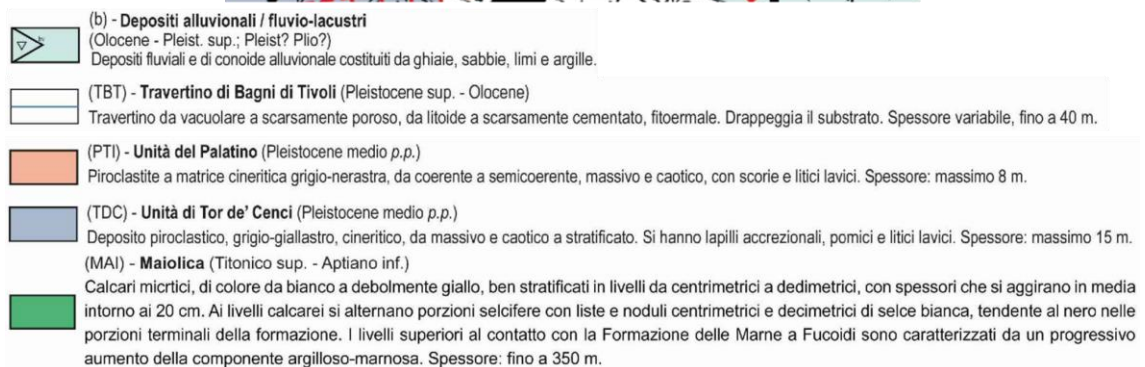 (b) - Depositi alluvionali / fluvio-lacustri
(Olocene - Pleist. sup.; Pleist? Plio?)
Depositi fluviali e di conoide alluvionale costituiti da ghiaie, sabbie, limi e argille.
(TBT) - Travertino di Bagni di Tivoli (Pleistocene sup. - Olocene)
Travertino da vacuolare a scarsamente poroso, da litoide a scarsamente cementato, fitoermale. Drappeggia il substrato. Spessore variabile, fino a 40 m.
(PTI) - Unità del Palatino (Pleistocene medio p.p.)
Piroclastite a matrice cineritica grigio-nerastra, da coerente a semicoerente, massivo e caotico, con scorie e litici lavici. Spessore: massimo 8 m.
(TDC) - Unità di Tor de' Cenci (Pleistocene medio p.p.)
Deposito piroclastico, grigio-giallastro, cineritico, da massivo e caotico a stratificato. Si hanno lapilli accrezionali, pomici e litici lavici. Spessore: massimo 15 m.
(MAI) - Maiolica (Titonico sup. - Aptiano inf.)
Calcari micrtici, di colore da bianco a debolmente giallo, ben stratificati in livelli da centimetrici a dedimetrici, con spessori che si aggirano in media
intorno ai 20 cm. Ai livelli calcarei si alternano porzioni selcifere con liste e noduli centimetrici e decimetrici di selce bianca, tendente al nero nelle
porzioni terminali della formazione. I livelli superiori al contatto con la Formazione delle Marne a Fucoidi sono caratterizzati da un progressivo
aumento della componente argilloso-marnosa. Spessore: fino a 350 m.